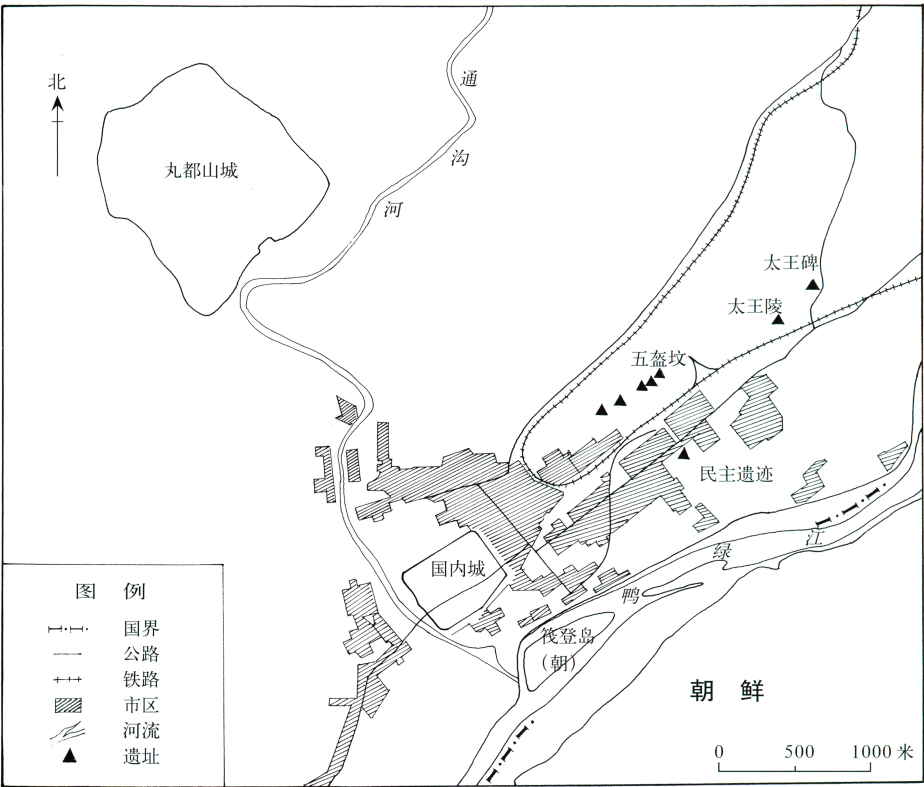 北
丸都山城
通
沟
河
太王碑
太王陵
五盔坟
民主遗迹
国内城
鸭
绿
江
筏登岛
（朝）
朝 鲜
图 例
国界
公路
铁路
市区
河流
遗址
0 500 1000 米